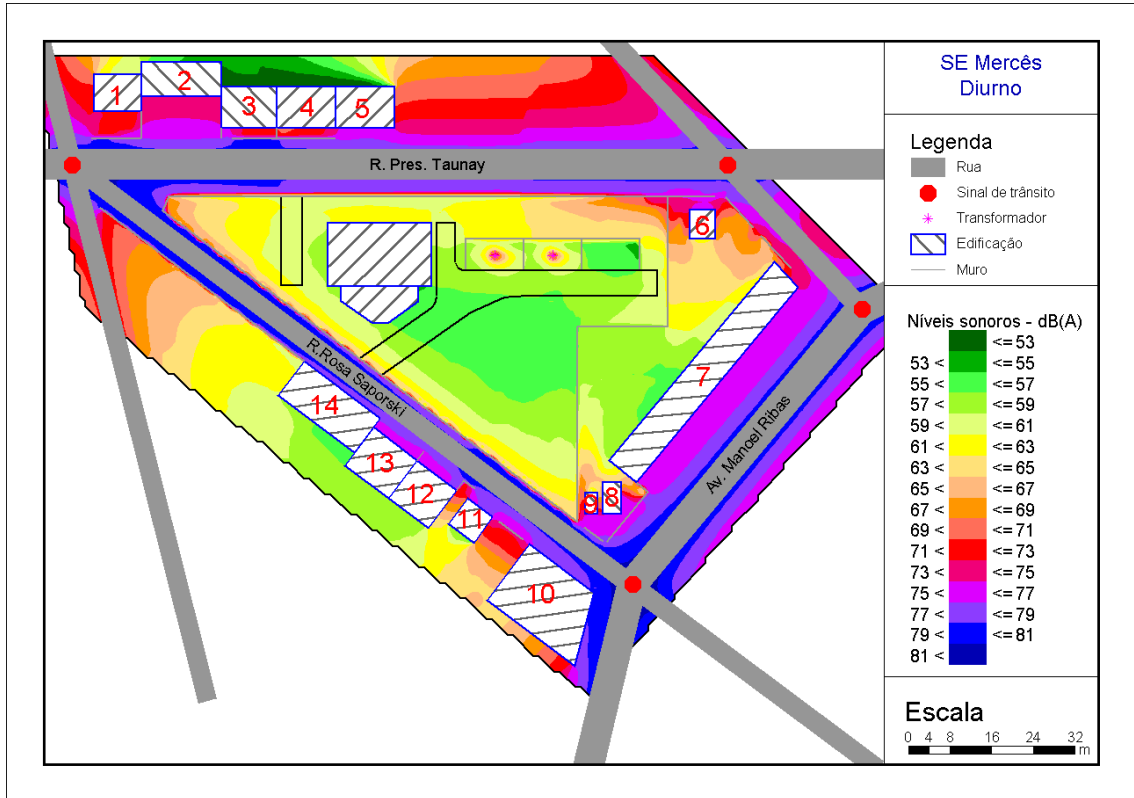 SE Mercês
Diurno
Legenda
Rua
Sinal de trânsito
Transformador
Edificação
Muro
Níveis sonoros - dB(A)
<= 53
53 < <= 55
55 < <= 57
57 < <= 59
59 < <= 61
61 < <= 63
63 < <= 65
65 < <= 67
67 < <= 69
69 < <= 71
71 < <= 73
73 < <= 75
75 < <= 77
77 < <= 79
79 < <= 81
81 <
Escala
0 4 8 16 24 32
m
1
2
3
4
5
R. Pres. Taunay
6
7
R.Rosa Saporski
Av. Manoel Ribas
14
13
12
11
10
9
8